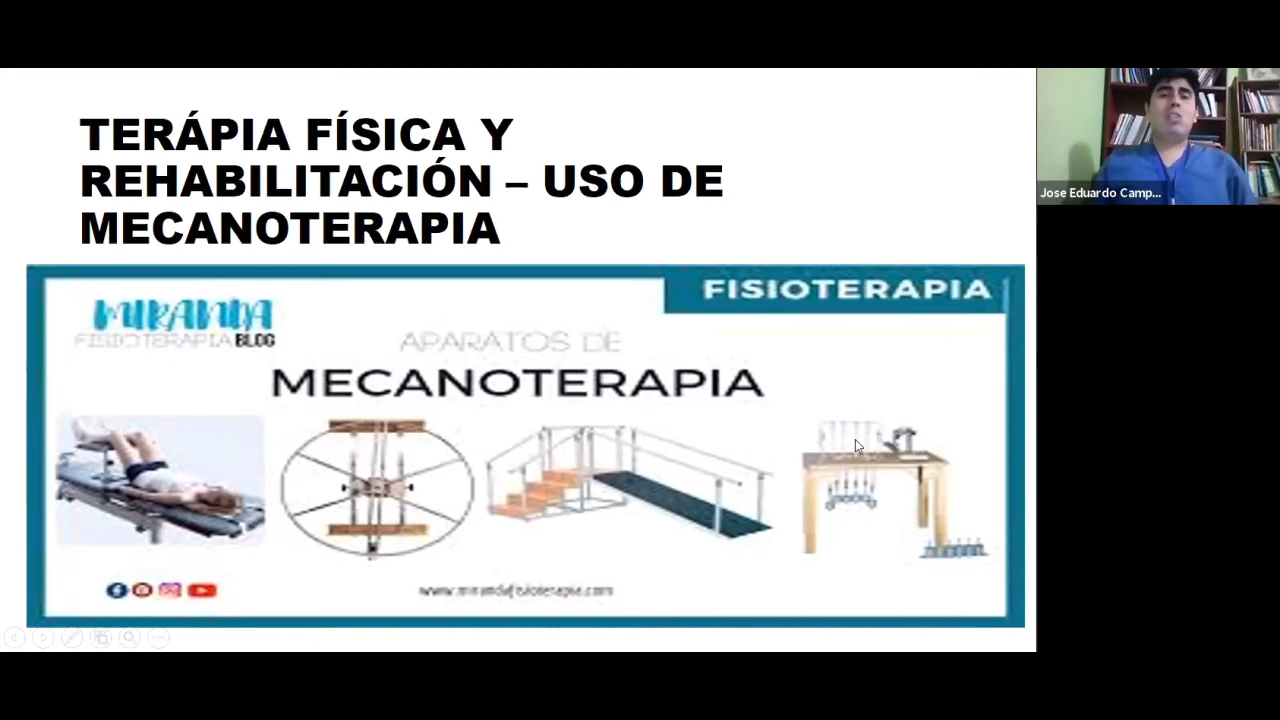 TERÁPIA FÍSICA Y
REHABILITACIÓN – USO DE
MECANOTERAPIA
FISIOTERAPIA
MIRANDA
FISIOTERAPIA BLOG
APARATOS DE
MECANOTERAPIA
www.mirandafisioterapia.com
Jose Eduardo Camp...